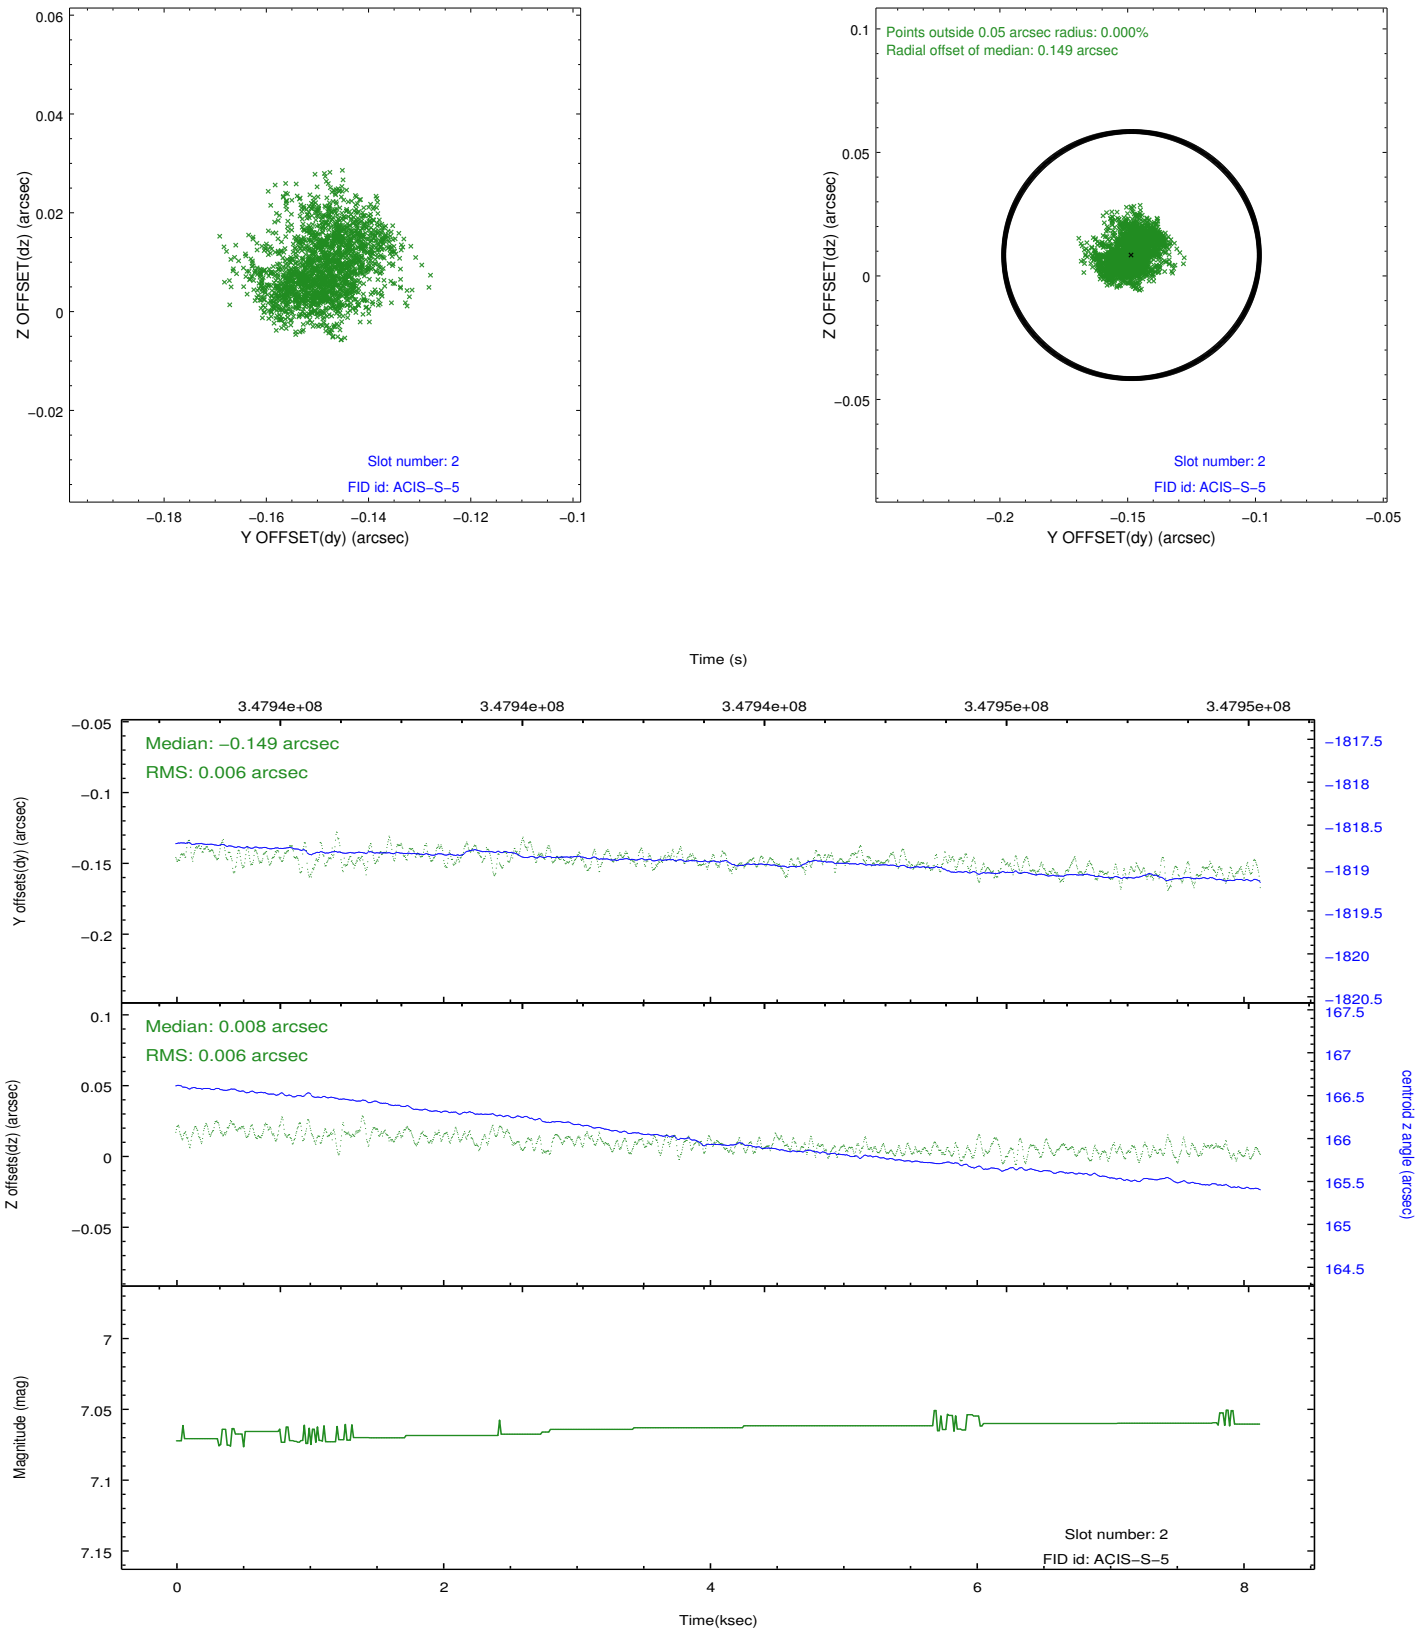 0.06
0.04
0.02
0
−0.02
Z OFFSET(dz) (arcsec)
Slot number: 2
FID id: ACIS−S−5
−0.18 −0.16 −0.14 −0.12 −0.1
Y OFFSET(dy) (arcsec)
Points outside 0.05 arcsec radius: 0.000%
Radial offset of median: 0.149 arcsec
0.1
0.05
0
−0.05
Z OFFSET(dz) (arcsec)
Slot number: 2
FID id: ACIS−S−5
−0.2 −0.15 −0.1 −0.05
Y OFFSET(dy) (arcsec)
Time (s)
3.4794e+08 3.4794e+08 3.4794e+08 3.4795e+08 3.4795e+08
Median: −0.149 arcsec
RMS: 0.006 arcsec
−0.05
−0.1
−0.15
−0.2
Y offsets(dy) (arcsec)
−1817.5
−1818
−1818.5
−1819
−1819.5
−1820
−1820.5
Median: 0.008 arcsec
RMS: 0.006 arcsec
0.1
0.05
0
−0.05
Z offsets(dz) (arcsec)
167.5
167
166.5
166
165.5
165
164.5
centroid z angle (arcsec)
7
7.05
7.1
7.15
Magnitude (mag)
Slot number: 2
FID id: ACIS−S−5
0 2 4 6 8
Time(ksec)